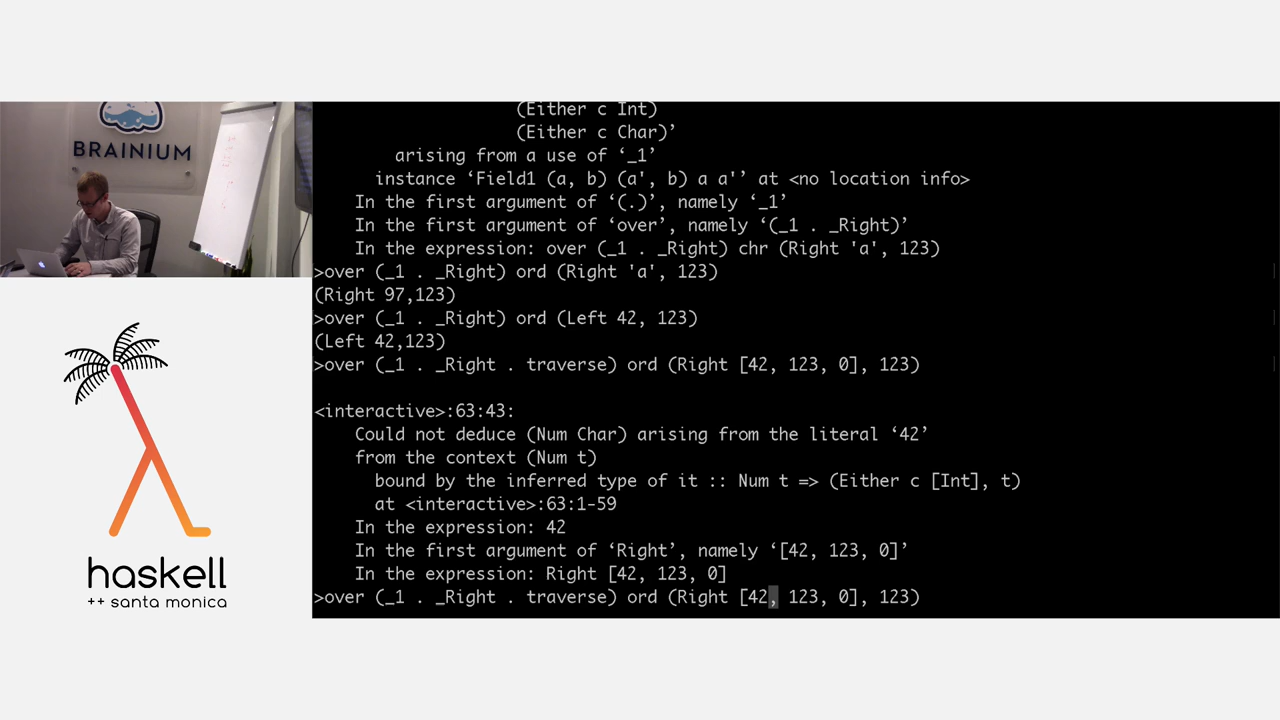 BRAINIUM
(Either c Int)
(Either c Char)’
arising from a use of ‘_1’
instance ‘Field1 (a, b) (a', b) a a'’ at <no location info>
In the first argument of ‘(.)’, namely ‘_1’
In the first argument of ‘over’, namely ‘(_1 . _Right)’
In the expression: over (_1 . _Right) chr (Right 'a', 123)
>over (_1 . _Right) ord (Right 'a', 123)
(Right 97,123)
>over (_1 . _Right) ord (Left 42, 123)
(Left 42,123)
>over (_1 . _Right . traverse) ord (Right [42, 123, 0], 123)
<interactive>:63:43:
Could not deduce (Num Char) arising from the literal ‘42’
from the context (Num t)
bound by the inferred type of it :: Num t => (Either c [Int], t)
at <interactive>:63:1-59
In the expression: 42
In the first argument of ‘Right’, namely ‘[42, 123, 0]’
In the expression: Right [42, 123, 0]
>over (_1 . _Right . traverse) ord (Right [42, 123, 0], 123)
haskell
++ santa monica